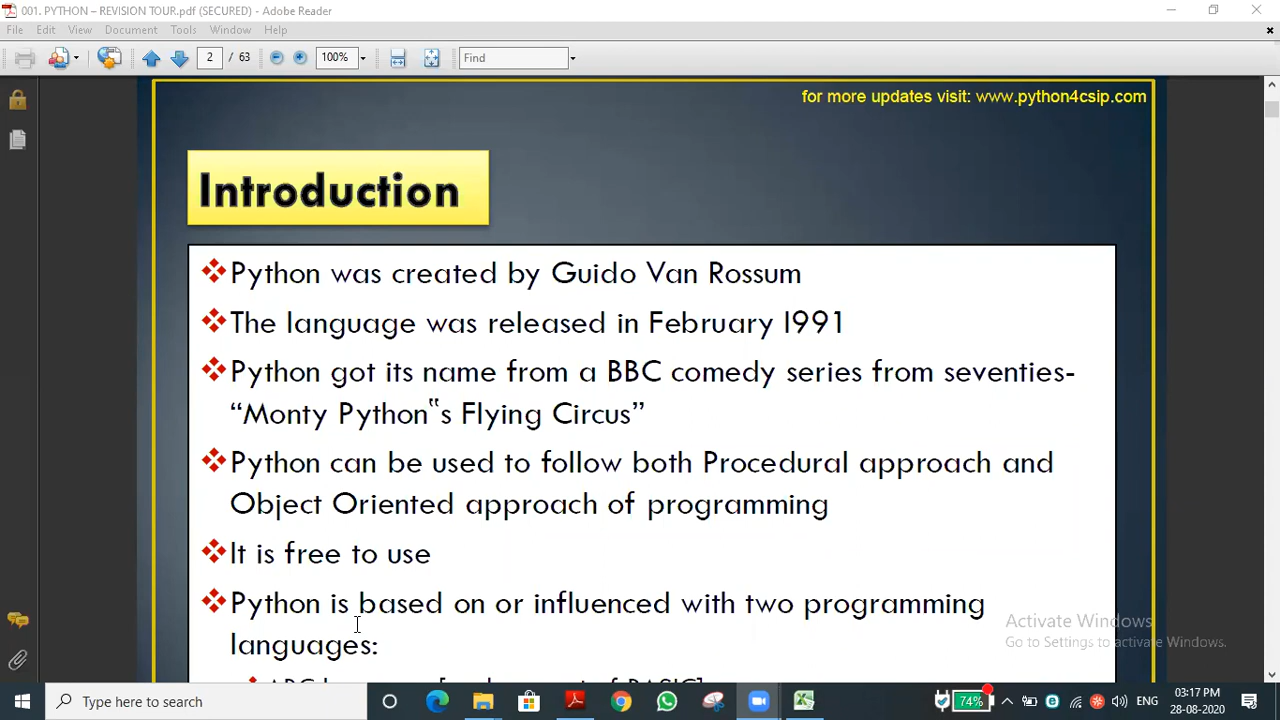 001. PYTHON – REVISION TOUR.pdf (SECURED) - Adobe Reader
File Edit View Document Tools Window Help
2 / 63 100% Find
for more updates visit: www.python4csip.com
Introduction
Python was created by Guido Van Rossum
The language was released in February 1991
Python got its name from a BBC comedy series from seventies-
“Monty Python‟s Flying Circus”
Python can be used to follow both Procedural approach and
Object Oriented approach of programming
It is free to use
Python is based on or influenced with two programming
languages:
Activate Windows
Go to Settings to activate Windows.
Type here to search
74%
ENG
03:17 PM
28-08-2020